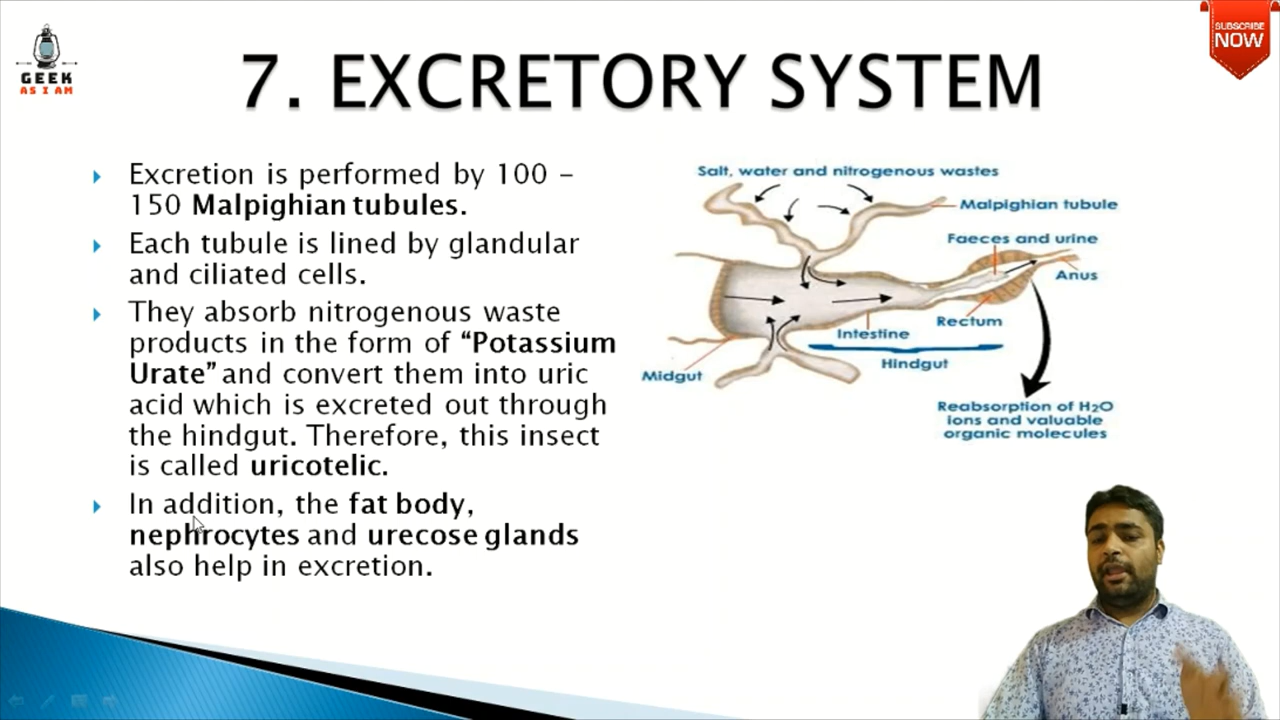 GEEK
AS I AM
SUBSCRIBE
NOW
7. EXCRETORY SYSTEM
Excretion is performed by 100 –
150 Malpighian tubules.
Each tubule is lined by glandular
and ciliated cells.
They absorb nitrogenous waste
products in the form of “Potassium
Urate” and convert them into uric
acid which is excreted out through
the hindgut. Therefore, this insect
is called uricotelic.
In addition, the fat body,
nephrocytes and urecose glands
also help in excretion.
Salt, water and nitrogenous wastes
Malpighian tubule
Faeces and urine
Anus
Rectum
Intestine
Hindgut
Midgut
Reabsorption of H2O
ions and valuable
organic molecules